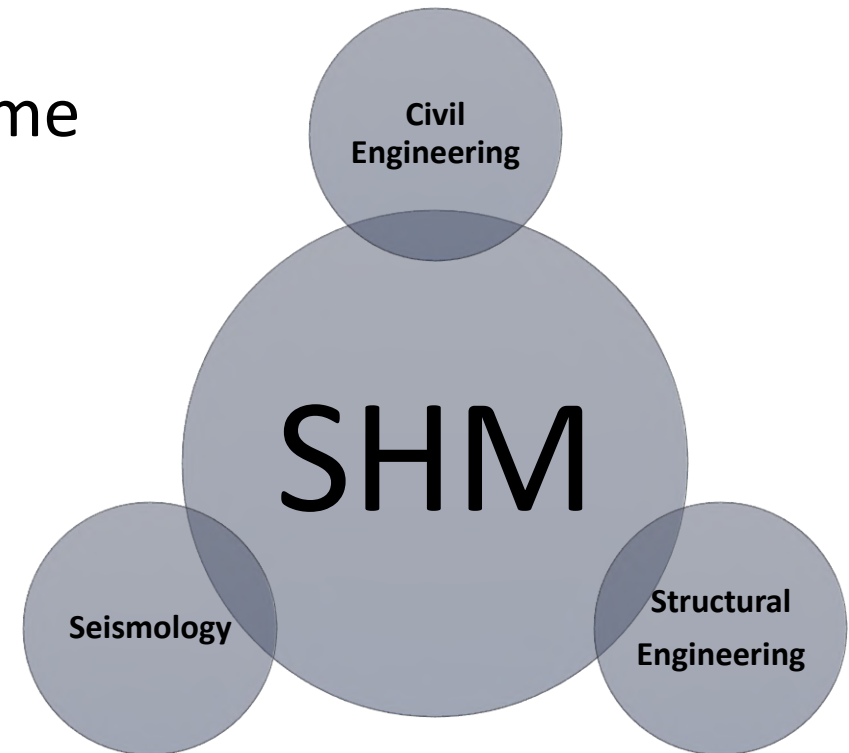 me
Civil
Engineering
SHM
Seismology
Structural
Engineering